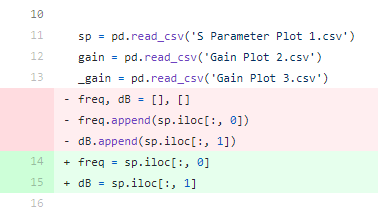 10
11 sp = pd.read_csv('S Parameter Plot 1.csv')
12 gain = pd.read_csv('Gain Plot 2.csv')
13 _gain = pd.read_csv('Gain Plot 3.csv')
- freq, dB = [], []
- freq.append(sp.iloc[:, 0])
- dB.append(sp.iloc[:, 1])
14 + freq = sp.iloc[:, 0]
15 + dB = sp.iloc[:, 1]
16